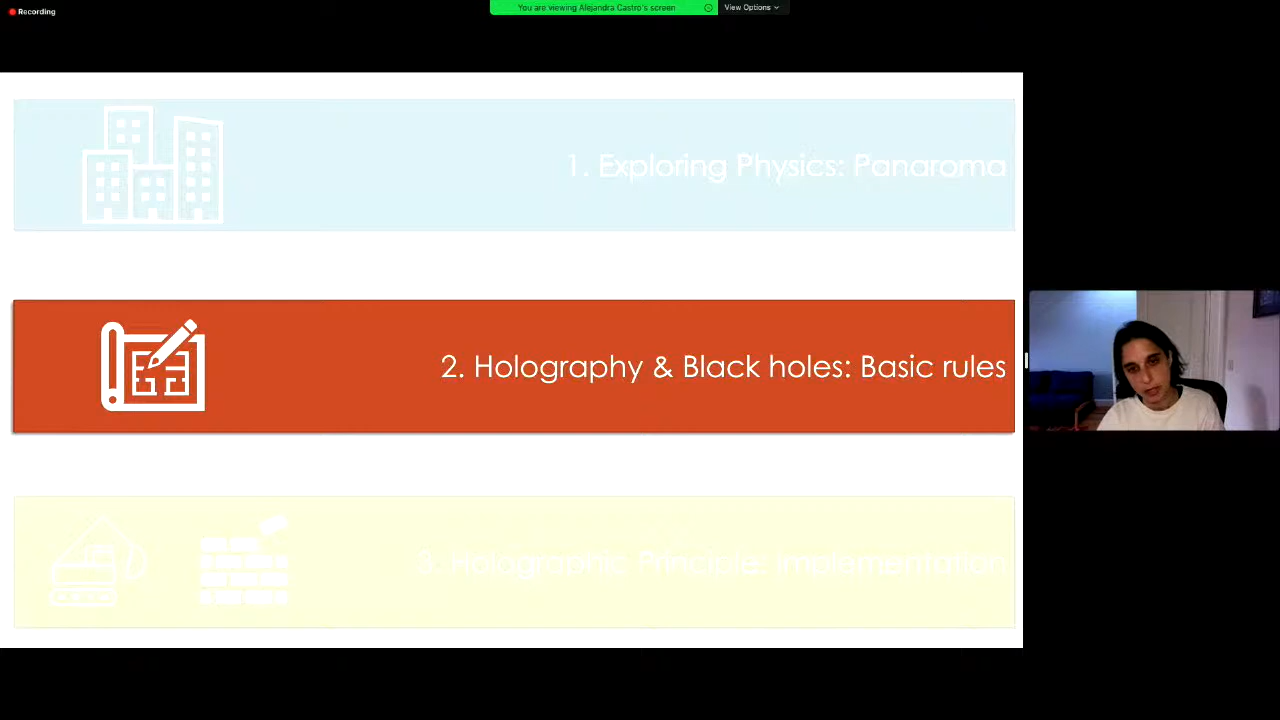 Recording
You are viewing Alejandra Castro's screen
View Options
1. Exploring Physics: Panaroma
2. Holography & Black holes: Basic rules
3. Holographic Principle: Implementation